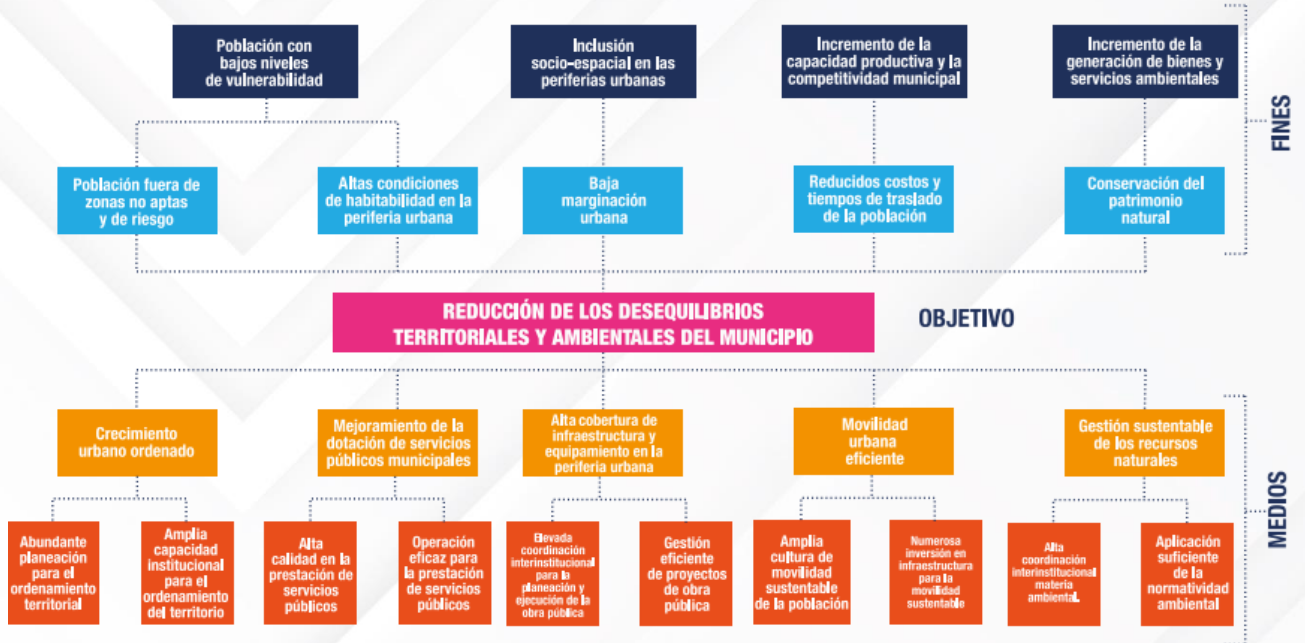 Población con
bajos niveles
de vulnerabilidad
Inclusión
socio-espacial en las
periferias urbanas
Incremento de la
capacidad productiva y la
competitividad municipal
Incremento de la
generación de bienes y
servicios ambientales
FINES
Población fuera de
zonas no aptas
y de riesgo
Altas condiciones
de habitabilidad en la
periferia urbana
Baja
marginación
urbana
Reducidos costos y
tiempos de traslado
de la población
Conservación del
patrimonio
natural
REDUCCIÓN DE LOS DESEQUILIBRIOS
TERRITORIALES Y AMBIENTALES DEL MUNICIPIO
OBJETIVO
Crecimiento
urbano ordenado
Mejoramiento de la
dotación de servicios
públicos municipales
Alta cobertura de
infraestructura y
equipamiento en la
periferia urbana
Movilidad
urbana
eficiente
Gestión sustentable
de los recursos
naturales
MEDIOS
Abundante
planeación
para el
ordenamiento
territorial
Amplia
capacidad
institucional
para el
ordenamiento
del territorio
Alta
calidad en la
prestación de
servicios
públicos
Operación
eficaz para
la prestación
de servicios
públicos
Elevada
coordinación
interinstitucional
para la
planeación y
ejecución de la
obra pública
Gestión
eficiente
de proyectos
de obra
pública
Amplia
cultura de
movilidad
sustentable
de la población
Numerosa
inversión en
infraestructura
para la
movilidad
sustentable
Alta
coordinación
interinstitucional
materia
ambiental.
Aplicación
suficiente
de la
normatividad
ambiental